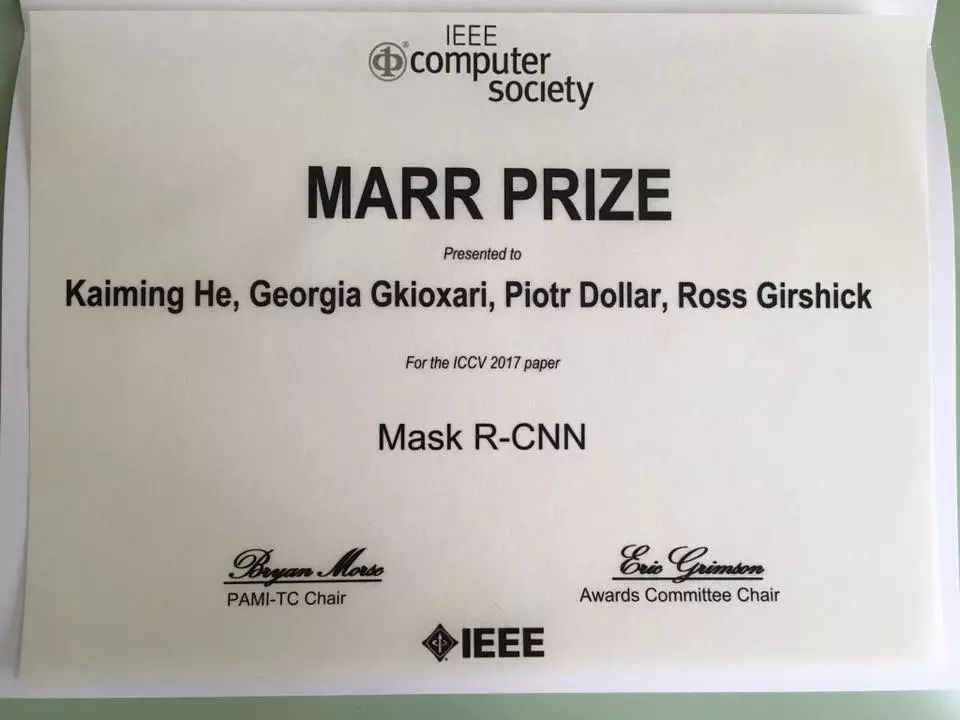 IEEE
computer
society
MARR PRIZE
Presented to
Kaiming He, Georgia Gkioxari, Piotr Dollar, Ross Girshick
For the ICCV 2017 paper
Mask R-CNN
Bryan Morse
PAMI-TC Chair
Eric Grimson
Awards Committee Chair
IEEE